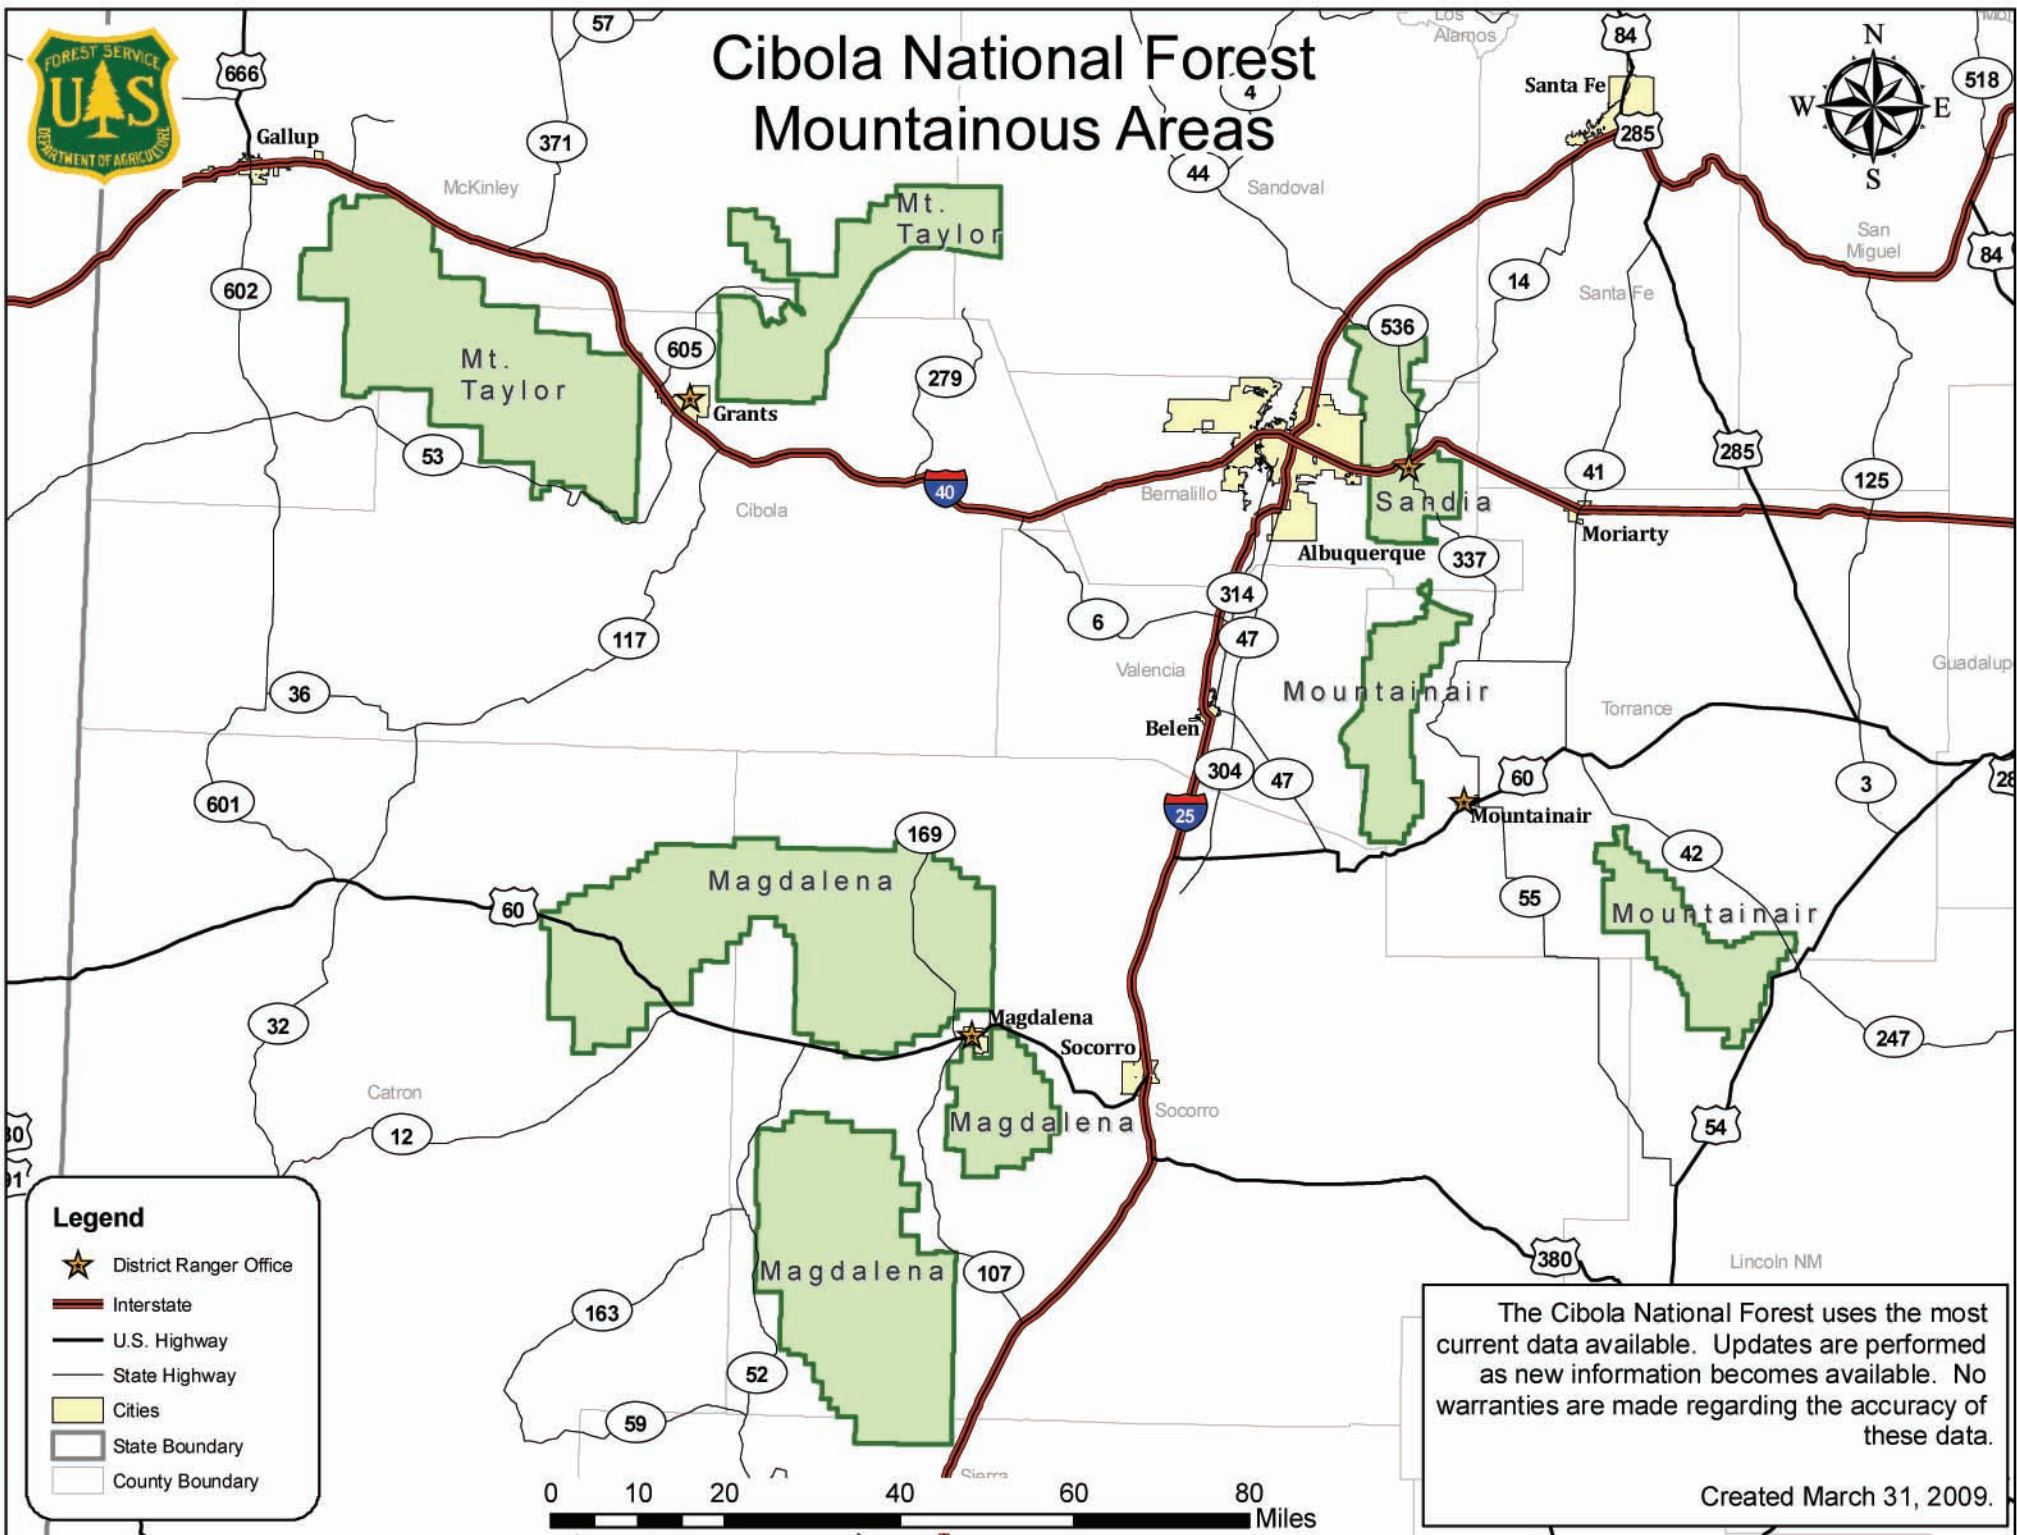 Cibola National Forest
Mountainous Areas
FOREST SERVICE
U S
DEPARTMENT OF AGRICULTURE
57
Los
Alamos
84
N
W E
S
518
666
4
Santa Fe
285
Gallup
371
44
McKinley
Sandoval
Mt.
Taylor
San
Miguel
84
602
14
Santa Fe
536
605
Mt.
Taylor
279
Grants
53
285
41
125
40
Bernalillo
Sandia
Cibola
Moriarty
Albuquerque
337
314
6
47
117
Valencia
Guadalup
36
Mountainair
Torrance
Belen
304
47
60
3
28
601
25
Mountainair
169
42
Magdalena
55
60
Mountainair
32
Magdalena
Socorro
247
Catron
Magdalena
Socorro
12
54
30
91
380
Lincoln NM
Magdalena
107
163
52
59
Sierra
Legend
District Ranger Office
Interstate
U.S. Highway
State Highway
Cities
State Boundary
County Boundary
0 10 20 40 60 80
Miles
The Cibola National Forest uses the most
current data available. Updates are performed
as new information becomes available. No
warranties are made regarding the accuracy of
these data.
Created March 31, 2009.